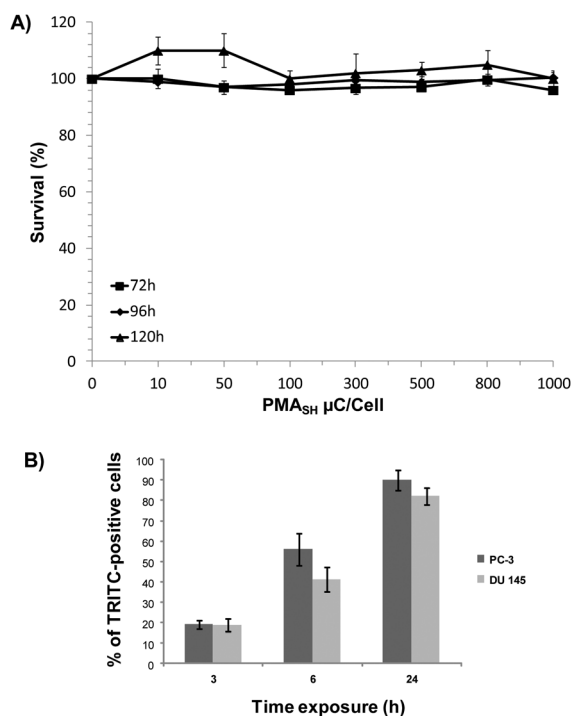 A)
Survival (%)
120
100
80
60
40
20
0
72h
96h
120h
0 10 50 100 300 500 800 1000
PMASH µC/Cell
B)
% of TRITC-positive cells
100
90
80
70
60
50
40
30
20
10
0
PC-3
DU 145
3 6 24
Time exposure (h)